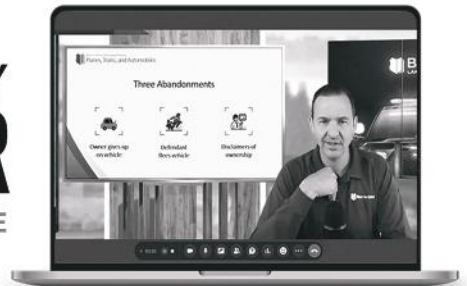 Planes, Trains, and Automobiles
Three Abandonments
Owner gives up
on vehicle
Defendant
flees vehicle
Disclaimers of
ownership
R
E